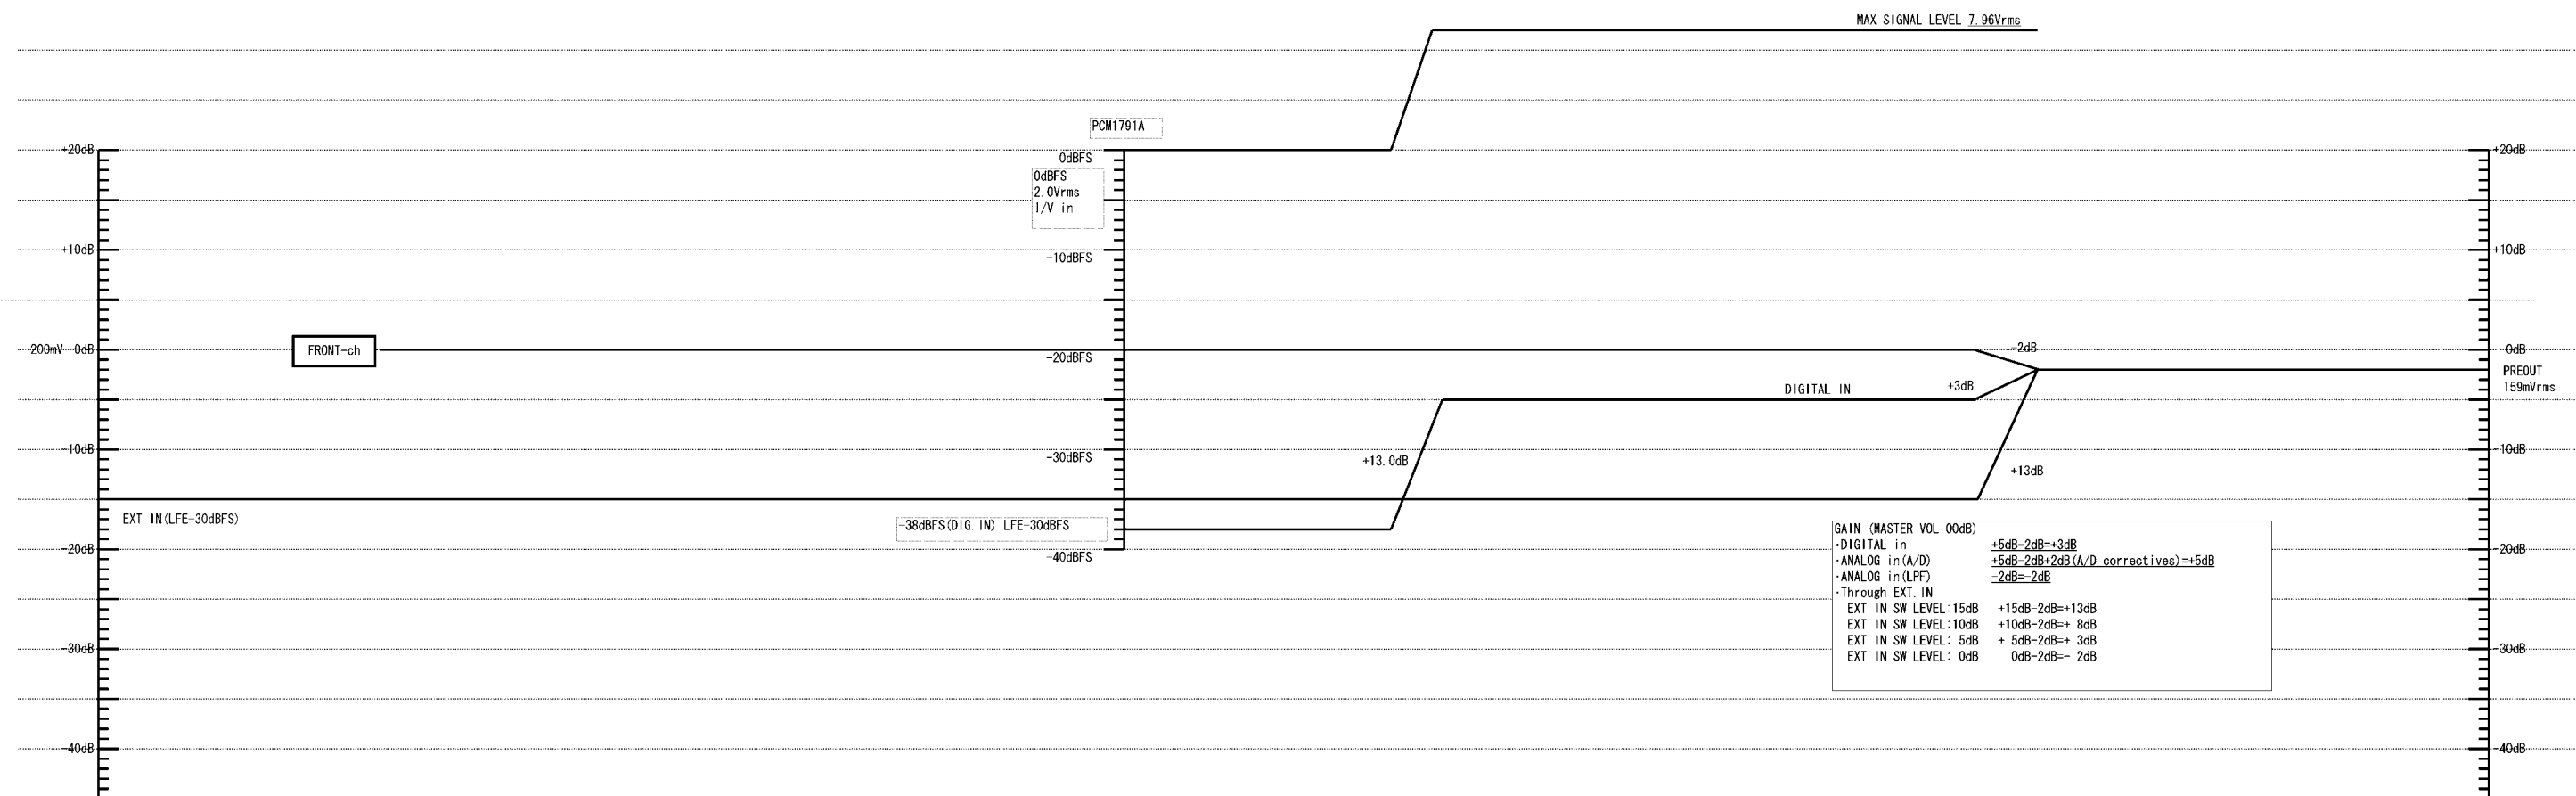 MAX SIGNAL LEVEL 7.96Vrms
PCM1791A
+20dB
0dBFS
+20dB
0dBFS
2.0Vrms
I/V in
+10dB
-10dBFS
+10dB
200mV 0dB
FRONT-ch
-20dBFS
-2dB
0dB
PREOUT
159mVrms
DIGITAL IN
+3dB
-10dB
-30dBFS
+13.0dB
-10dB
+13dB
EXT IN(LFE-30dBFS)
-38dBFS(DIG.IN) LFE-30dBFS
-20dB
-40dBFS
-20dB
GAIN (MASTER VOL 00dB)
·DIGITAL in +5dB-2dB=+3dB
·ANALOG in(A/D) +5dB-2dB+2dB(A/D correctives)=+5dB
·ANALOG in(LPF) -2dB=-2dB
·Through EXT.IN
EXT IN SW LEVEL:15dB +15dB-2dB=+13dB
EXT IN SW LEVEL:10dB +10dB-2dB=+ 8dB
EXT IN SW LEVEL: 5dB + 5dB-2dB=+ 3dB
EXT IN SW LEVEL: 0dB 0dB-2dB=- 2dB
-30dB
-30dB
-40dB
-40dB